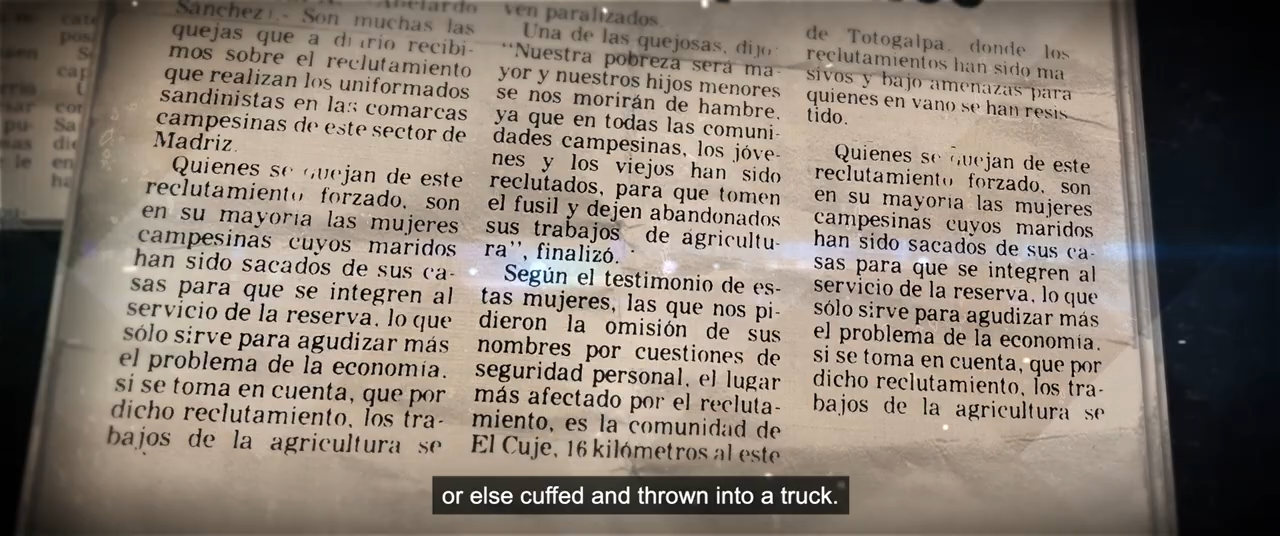 Sánchez).- Son muchas las
quejas que a diario recibi-
mos sobre el reclutamiento
que realizan los uniformados
sandinistas en las comarcas
campesinas de este sector de
Madriz.
Quienes se quejan de este
reclutamiento forzado, son
en su mayoría las mujeres
campesinas cuyos maridos
han sido sacados de sus ca-
sas para que se integren al
servicio de la reserva, lo que
sólo sirve para agudizar más
el problema de la economía,
si se toma en cuenta, que por
dicho reclutamiento, los tra-
bajos de la agricultura se
ven paralizados.
Una de las quejosas, dijo:
"Nuestra pobreza será ma-
yor y nuestros hijos menores
se nos morirán de hambre,
ya que en todas las comuni-
dades campesinas, los jóve-
nes y los viejos han sido
reclutados, para que tomen
el fusil y dejen abandonados
sus trabajos de agricultu-
ra", finalizó.
Según el testimonio de es-
tas mujeres, las que nos pi-
dieron la omisión de sus
nombres por cuestiones de
seguridad personal, el lugar
más afectado por el recluta-
miento, es la comunidad de
El Cuje, 16 kilómetros al este
de Totogalpa, donde los
reclutamientos han sido ma
sivos y bajo amenazas para
quienes en vano se han resis
tido.
Quienes se quejan de este
reclutamiento forzado, son
en su mayoría las mujeres
campesinas cuyos maridos
han sido sacados de sus ca-
sas para que se integren al
servicio de la reserva, lo que
sólo sirve para agudizar más
el problema de la economía,
si se toma en cuenta, que por
dicho reclutamiento, los tra-
bajos de la agricultura se
or else cuffed and thrown into a truck.